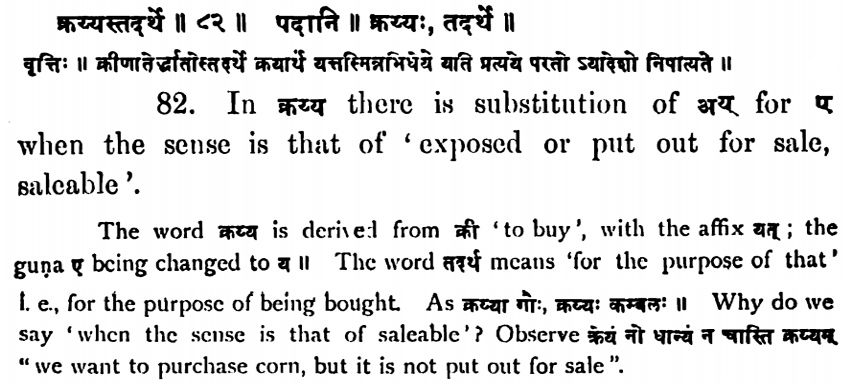 क्रय्यस्तदर्थे ॥ ८२ ॥ पदानि ॥ क्रय्यः, तदर्थे ॥
वृत्तिः ॥ क्रीणातेर्द्धातोस्तदर्थे क्रयार्थे यत्तस्मिन्नभिधेये याति प्रत्यये परतो ऽयादेशो निपात्यते ॥
82. In क्रय्य there is substitution of अय् for ए
when the sense is that of ‘exposed or put out for sale,
saleable’.
The word क्रय्य is derived from क्री ‘to buy’, with the affix यत् ; the
guṇa ए being changed to य ॥ The word तदर्थ means ‘for the purpose of that’
i. e., for the purpose of being bought. As क्रय्या गोः, क्रय्यः कम्बलः ॥ Why do we
say ‘when the sense is that of saleable’? Observe क्रेयं नो धान्यं न चास्ति क्रय्यम्
“we want to purchase corn, but it is not put out for sale”.